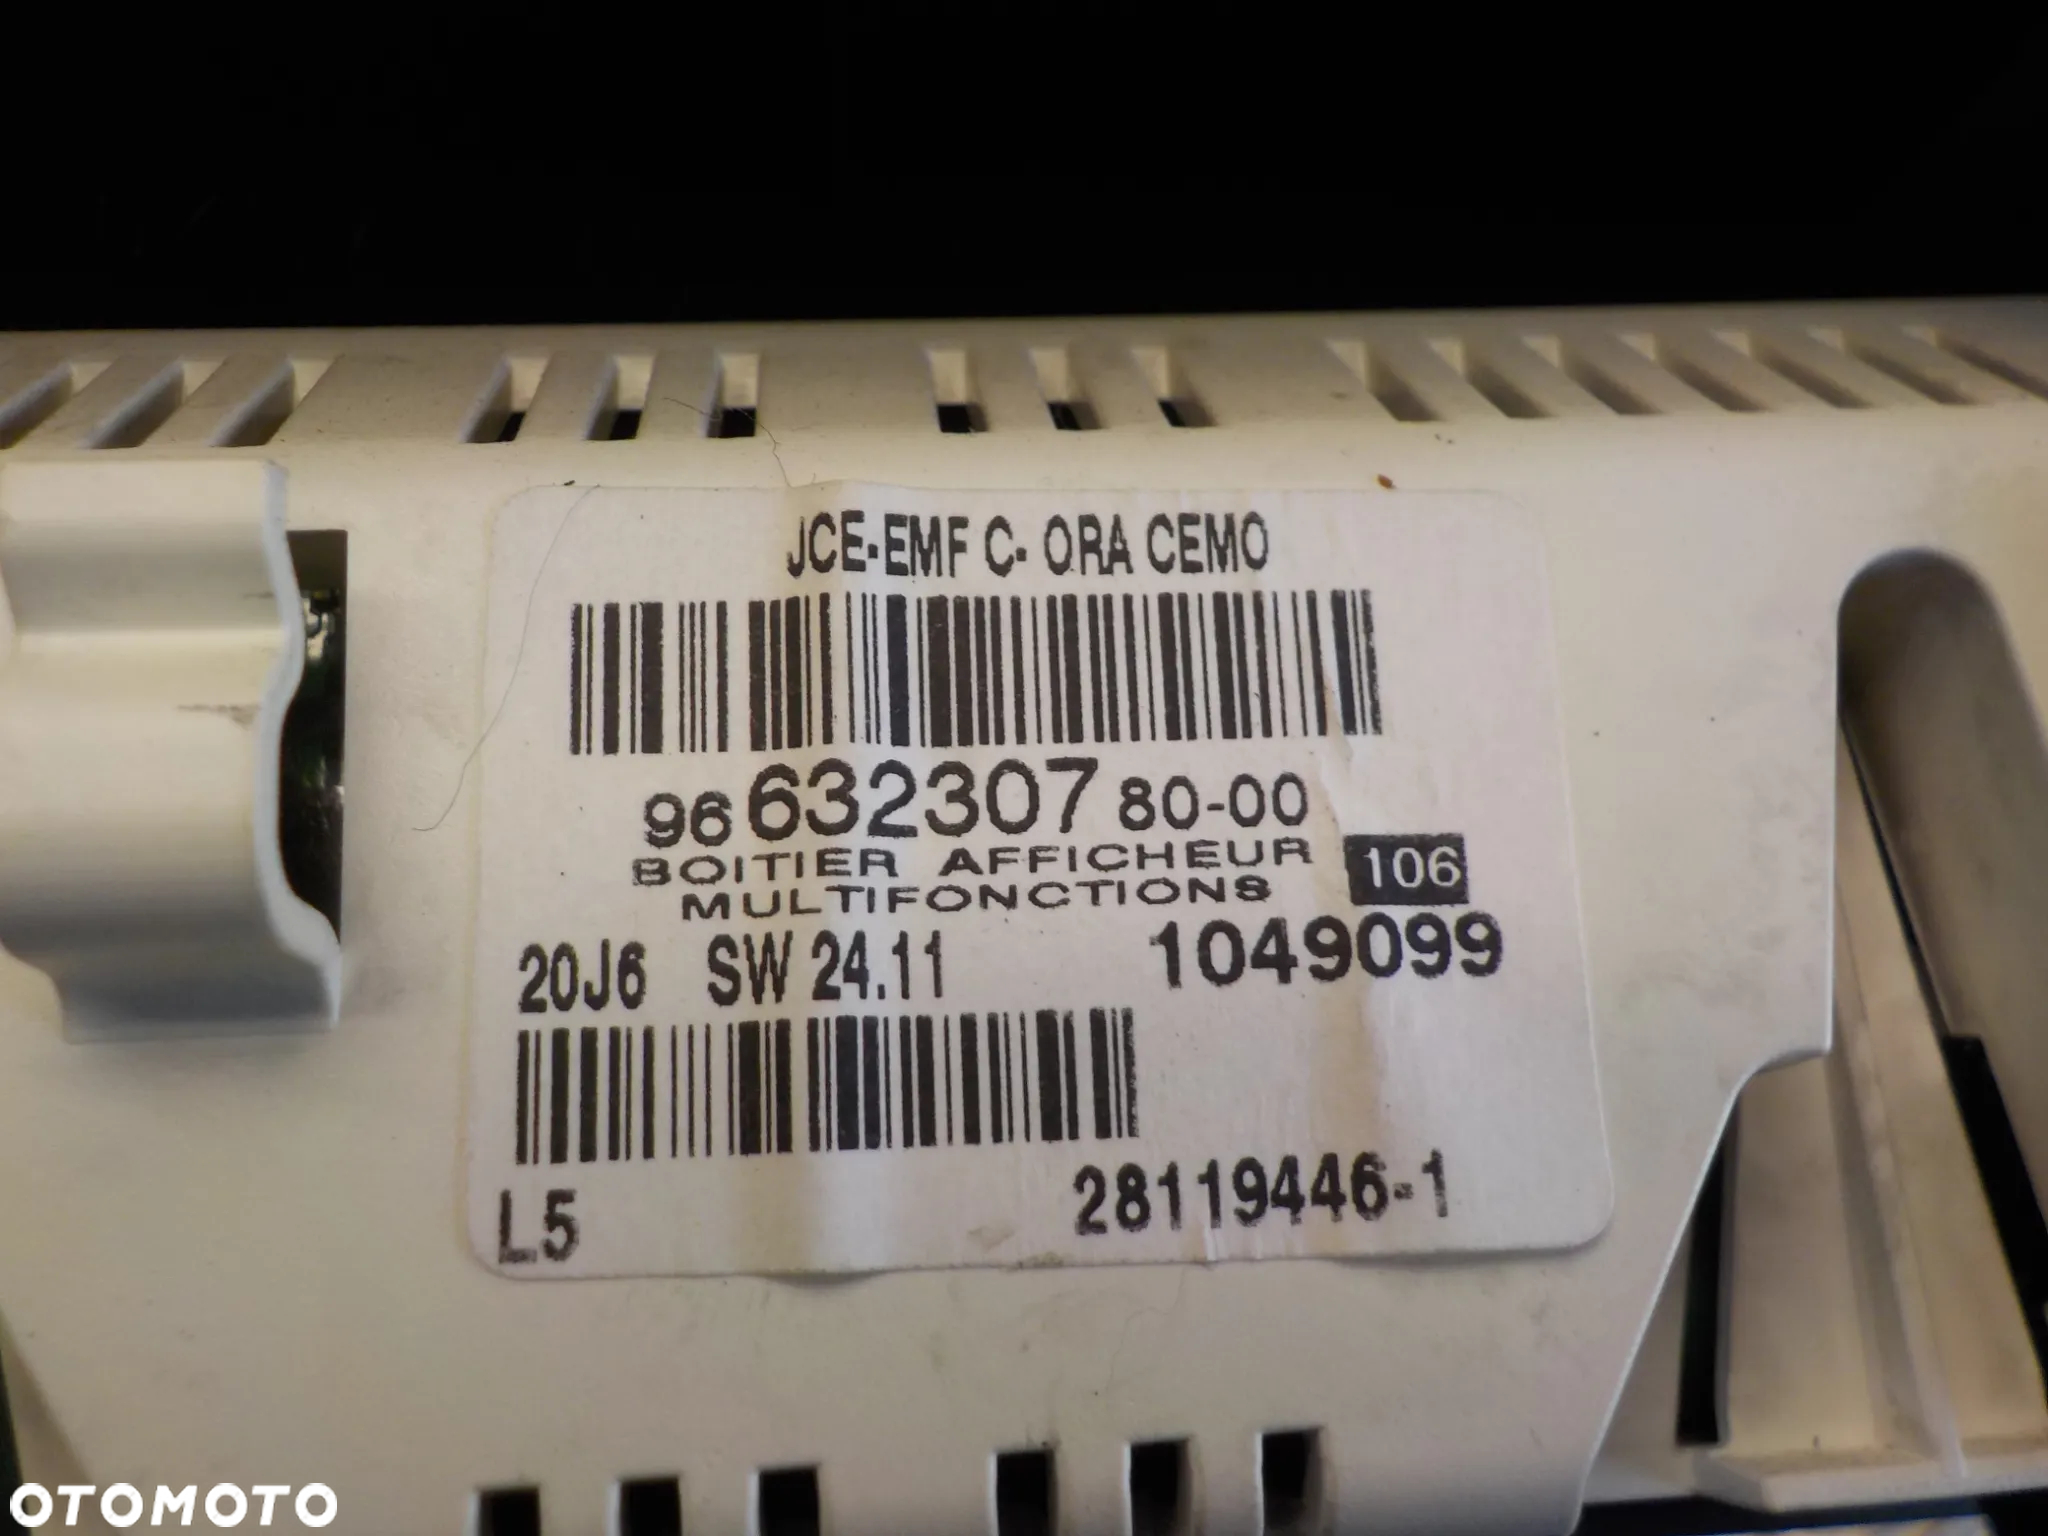 JCE-EMF C- ORA CEMO
96 632307 80-00
BOITIER AFFICHEUR
MULTIFONCTIONS
106
20J6 SW 24.11 1049099
L5 28119446-1
OTOMOTO